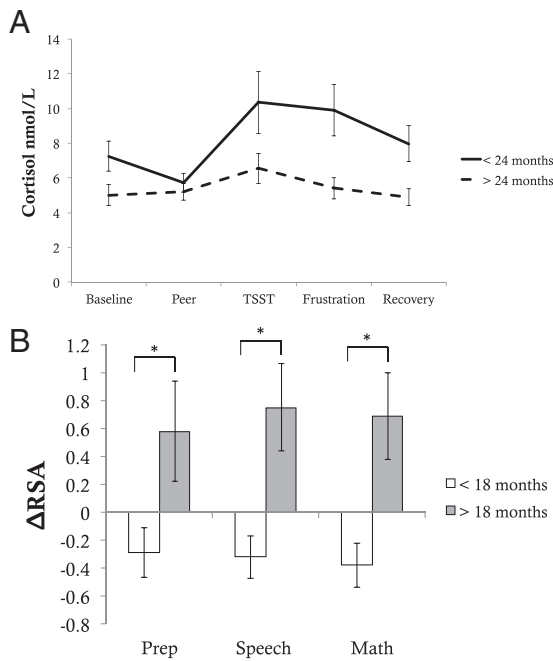 A
14
12
10
8
6
4
2
0
Cortisol nmol/L
Baseline Peer TSST Frustration Recovery
< 24 months
> 24 months
B
1.2
1
0.8
0.6
0.4
0.2
0
-0.2
-0.4
-0.6
-0.8
ΔRSA
* * *
Prep Speech Math
< 18 months
> 18 months